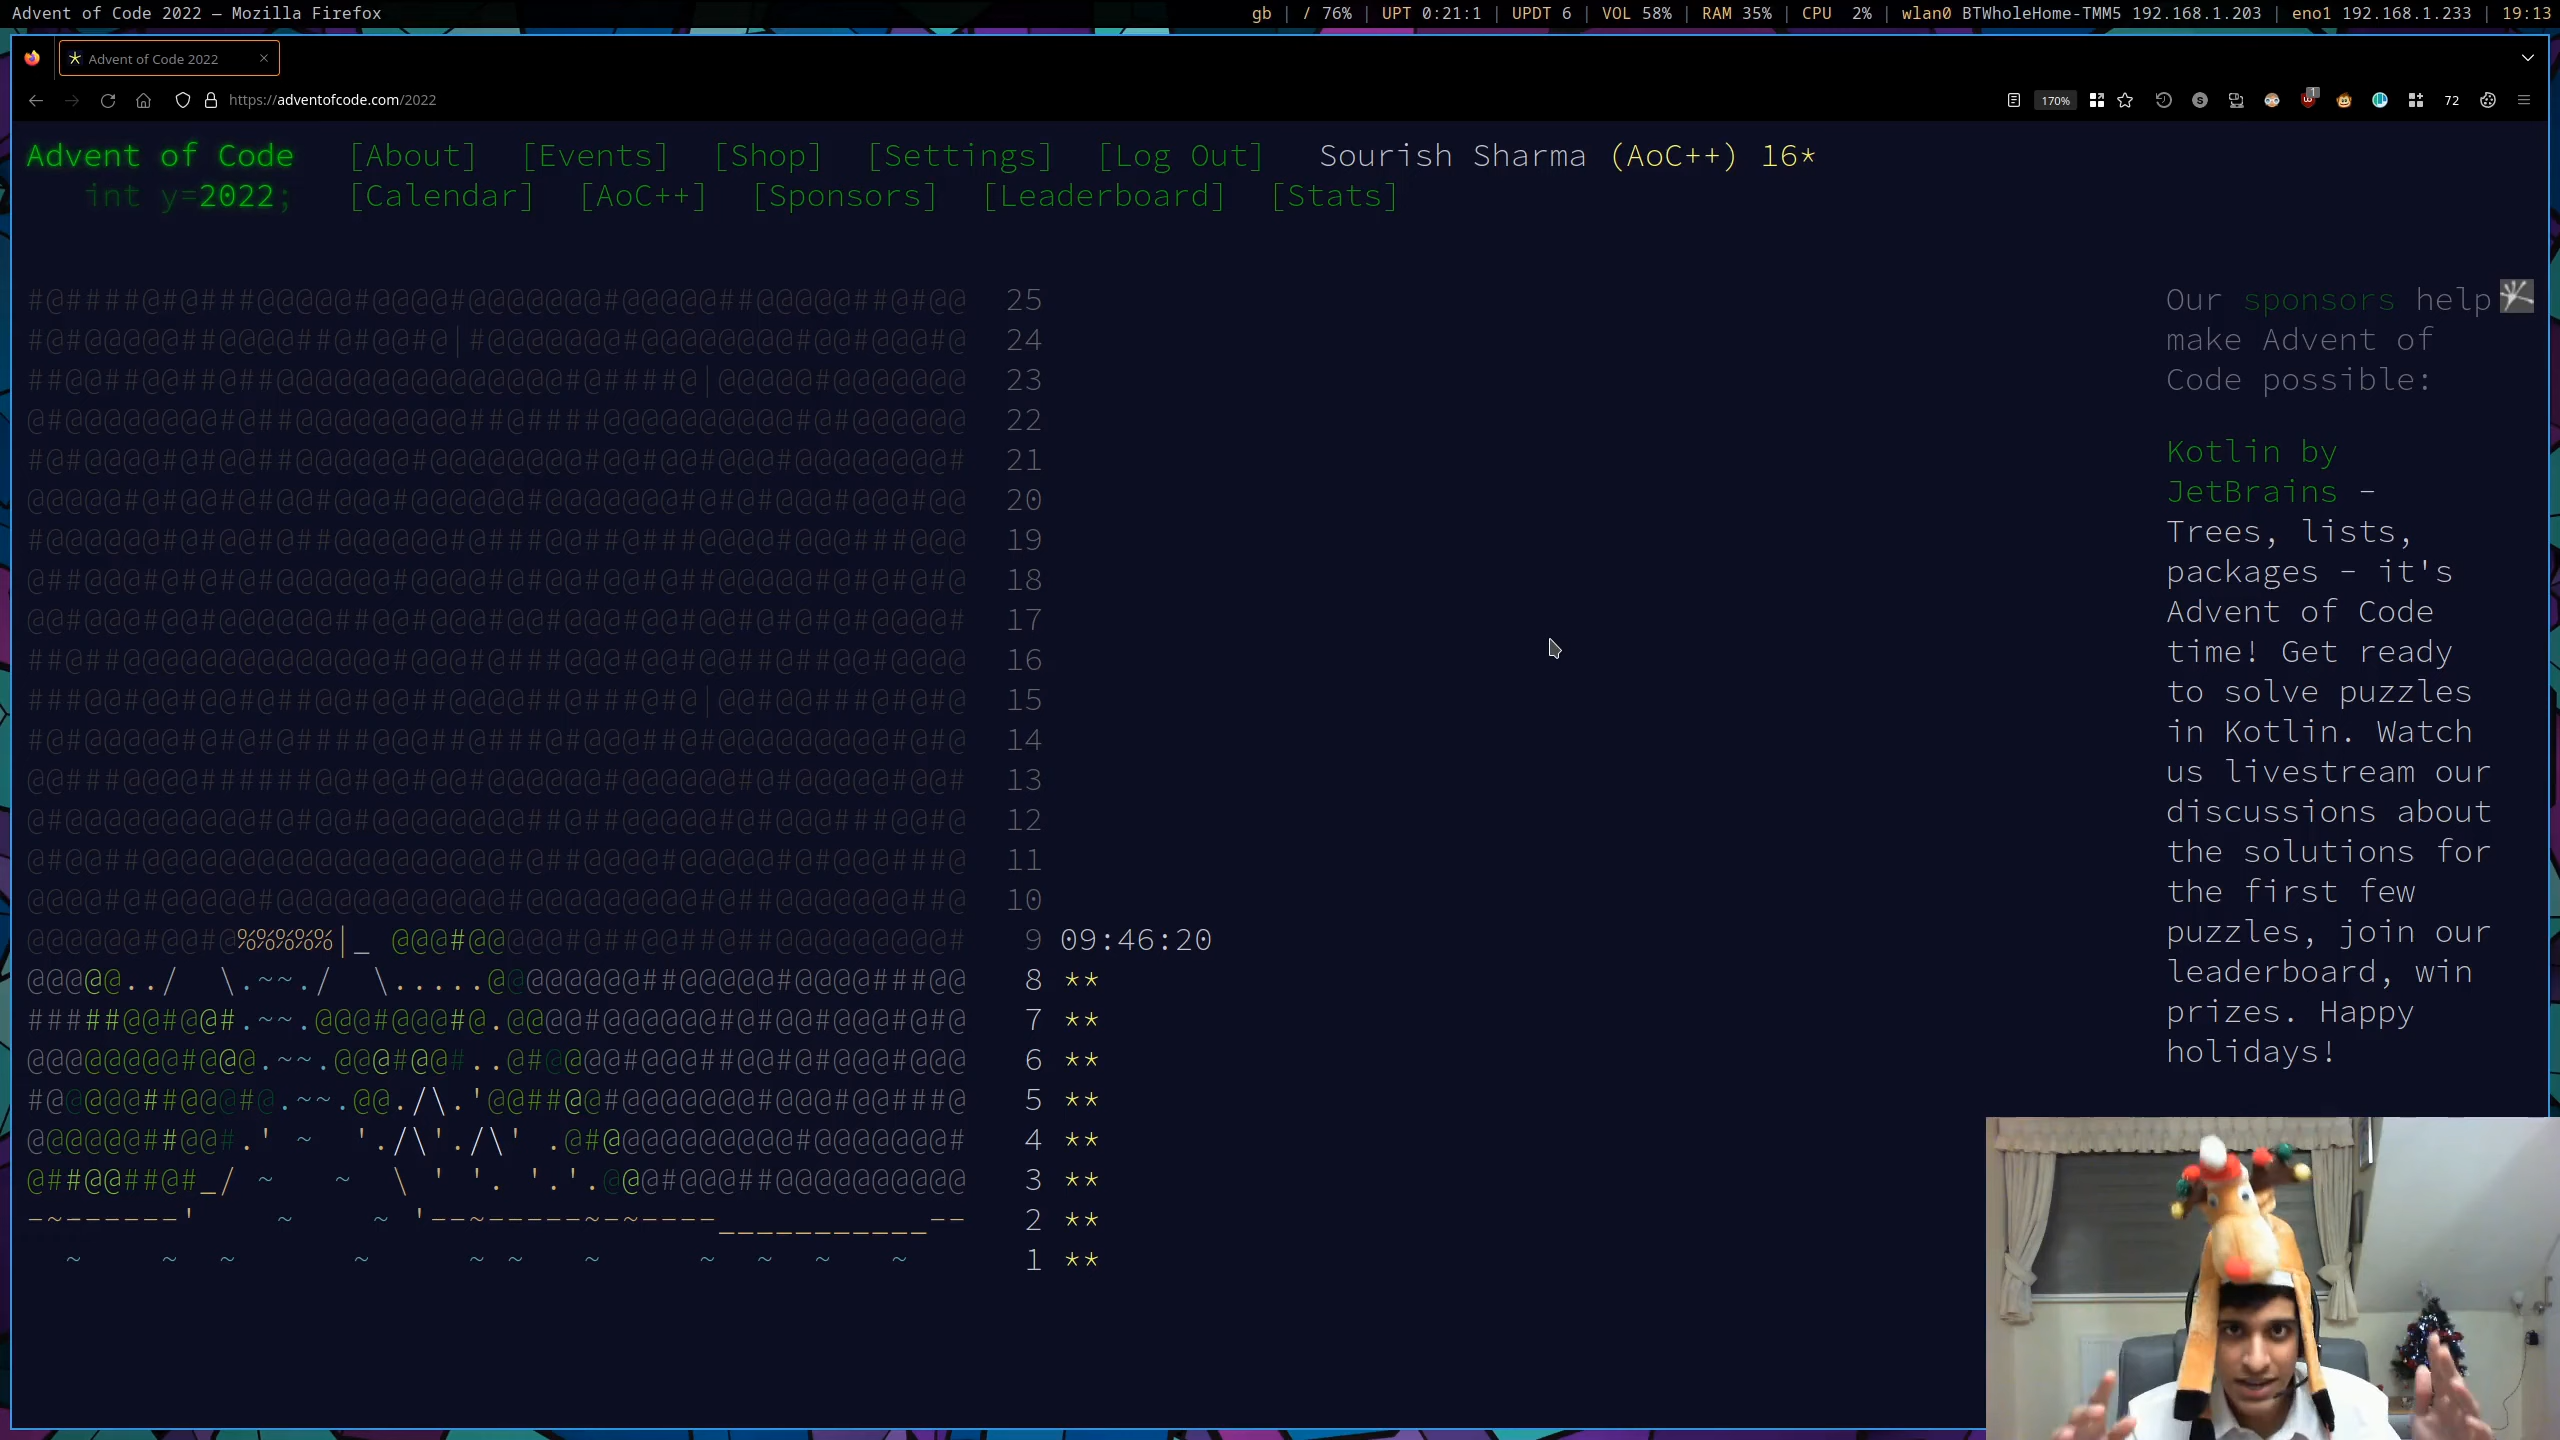 Advent of Code 2022 — Mozilla Firefox
gb | / 76% | UPT 0:21:1 | UPDT 6 | VOL 58% | RAM 35% | CPU 2% | wlan0 BTWholeHome-TMM5 192.168.1.203 | eno1 192.168.1.233 | 19:13
Advent of Code 2022
https://adventofcode.com/2022
170%
1
72
Advent of Code [About] [Events] [Shop] [Settings] [Log Out] Sourish Sharma (AoC++) 16*
int y=2022; [Calendar] [AoC++] [Sponsors] [Leaderboard] [Stats]
25
24
23
22
21
20
19
18
17
16
15
14
13
12
11
10
9 09:46:20
8 **
7 **
6 **
5 **
4 **
3 **
2 **
1 **
Our sponsors help
make Advent of
Code possible:
Kotlin by
JetBrains -
Trees, lists,
packages - it's
Advent of Code
time! Get ready
to solve puzzles
in Kotlin. Watch
us livestream our
discussions about
the solutions for
the first few
puzzles, join our
leaderboard, win
prizes. Happy
holidays!